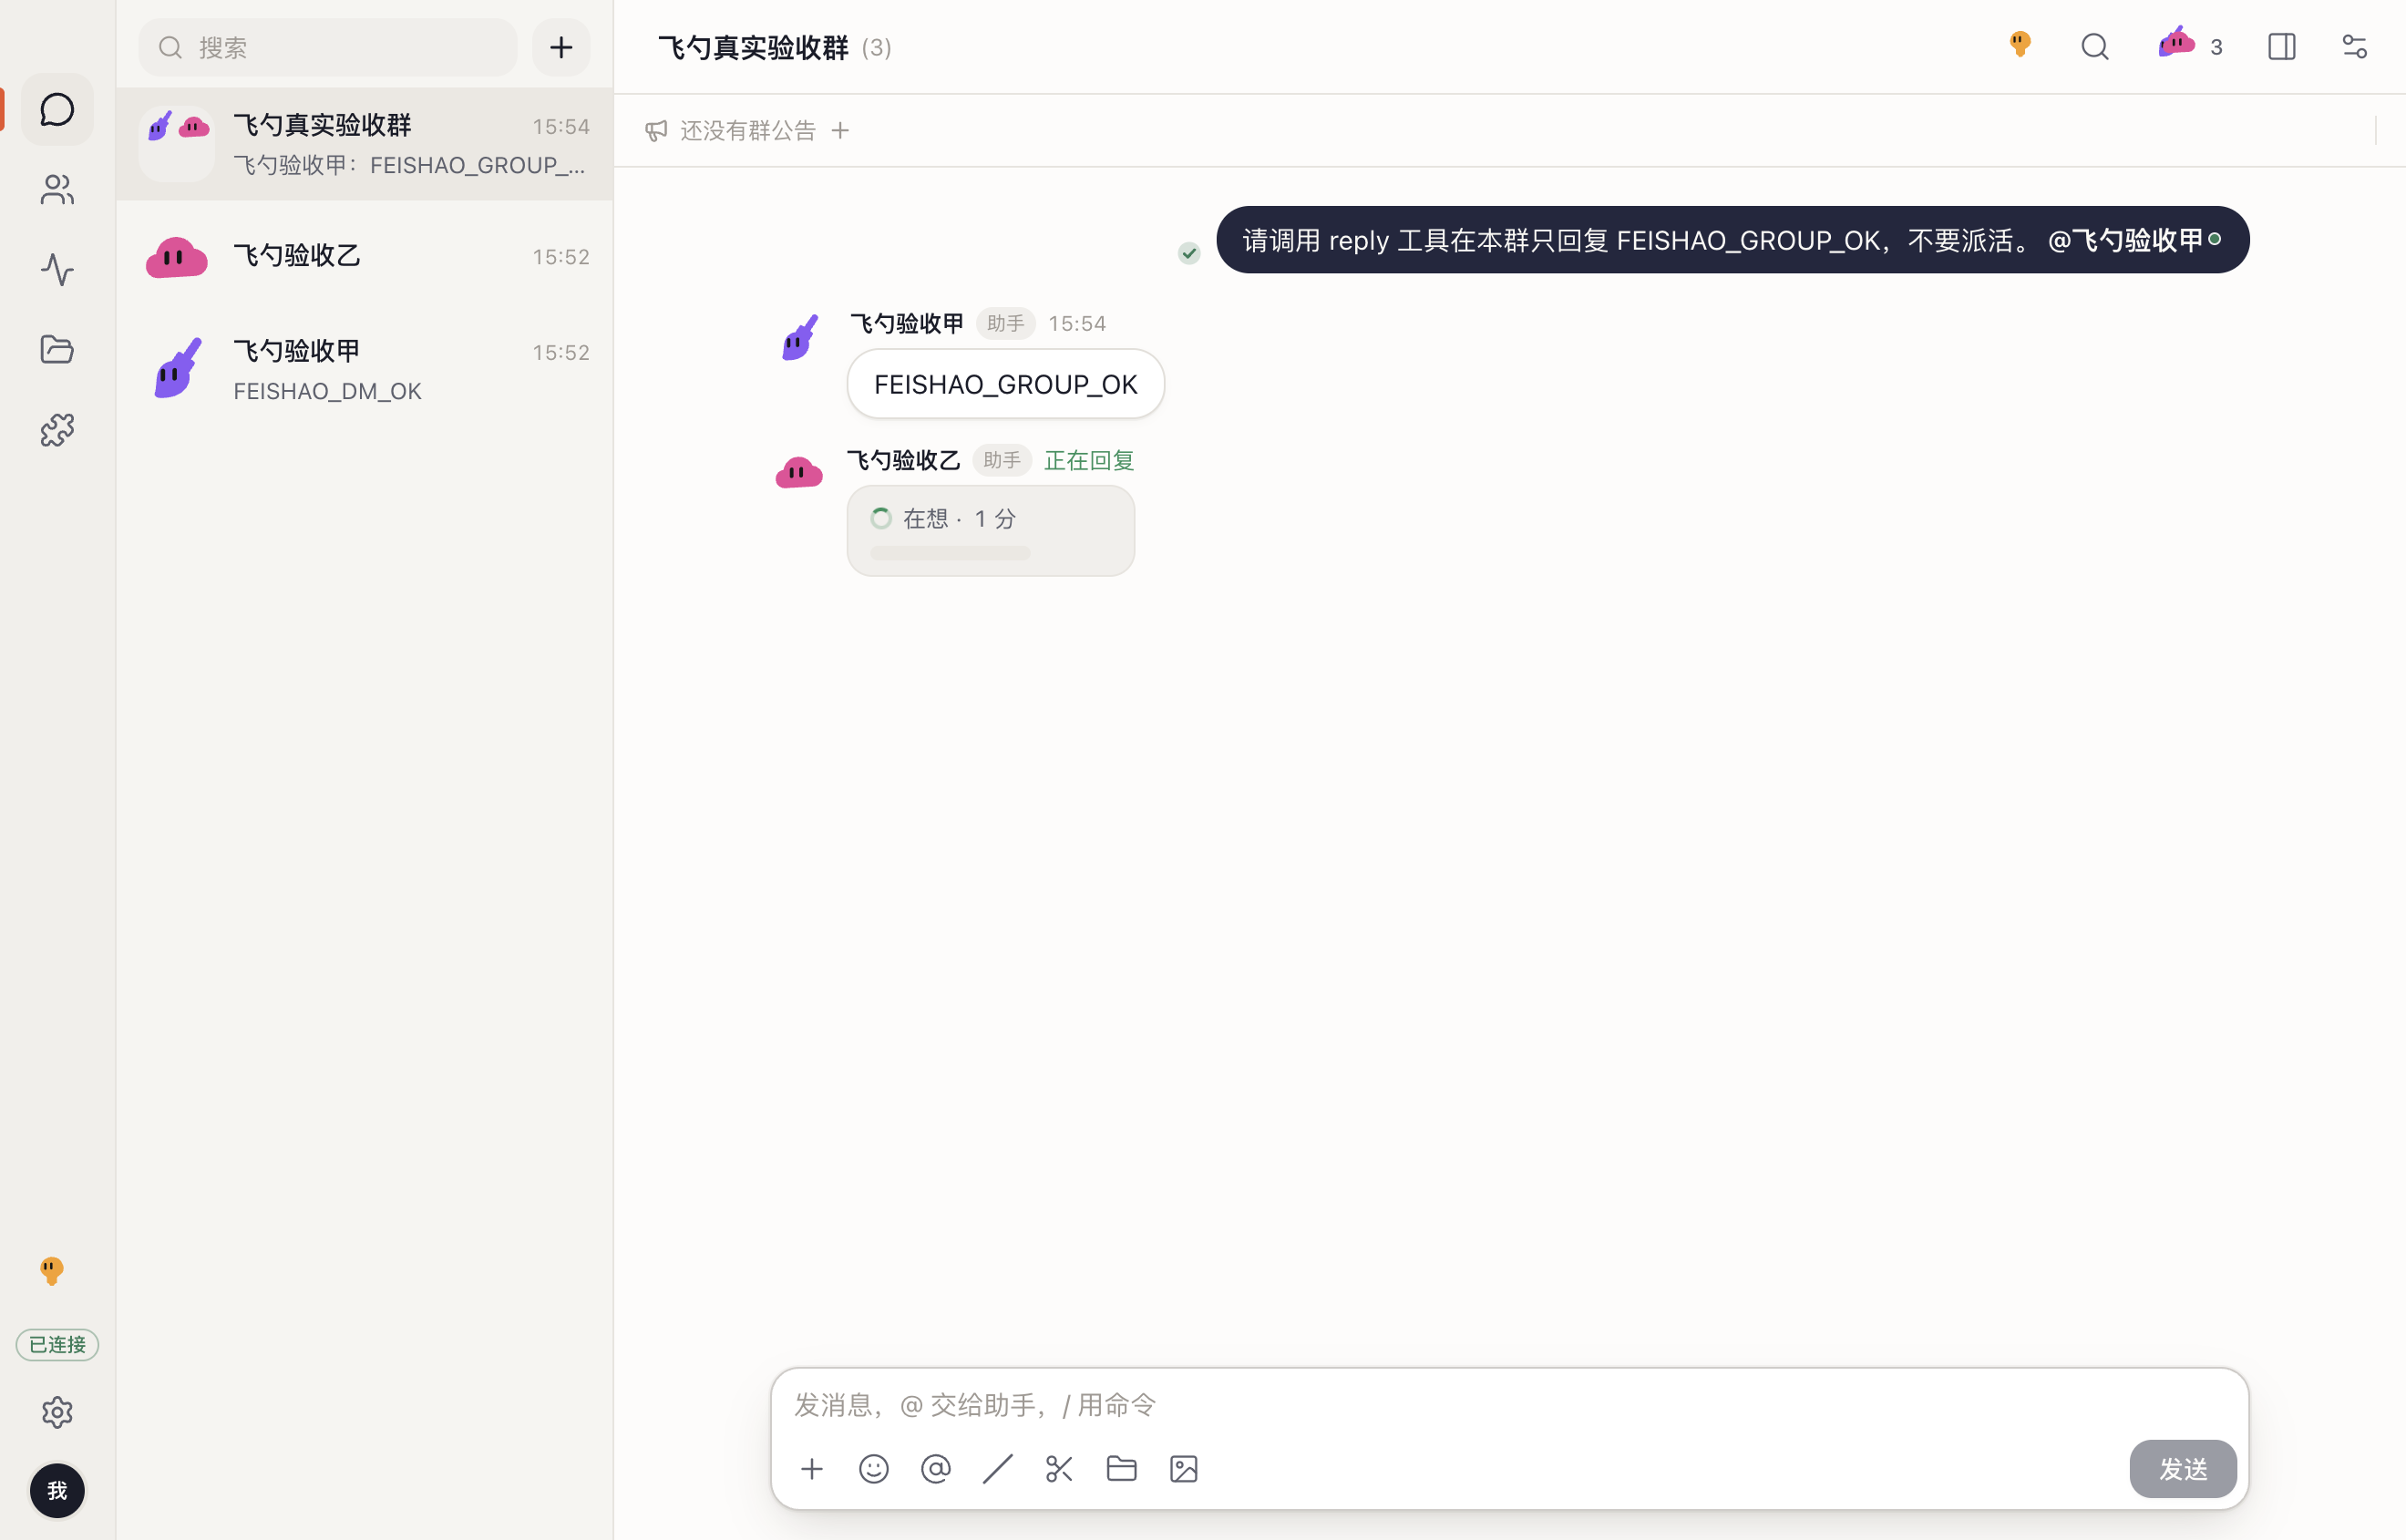 搜索
飞勺真实验收群
15:54
飞勺验收甲：FEISHAO_GROUP_...
飞勺验收乙
15:52
飞勺验收甲
15:52
FEISHAO_DM_OK
已连接
我
飞勺真实验收群 (3)
3
还没有群公告
请调用 reply 工具在本群只回复 FEISHAO_GROUP_OK，不要派活。 @飞勺验收甲
飞勺验收甲 助手 15:54
FEISHAO_GROUP_OK
飞勺验收乙 助手 正在回复
在想 · 1 分
发消息，@ 交给助手，/ 用命令
发送